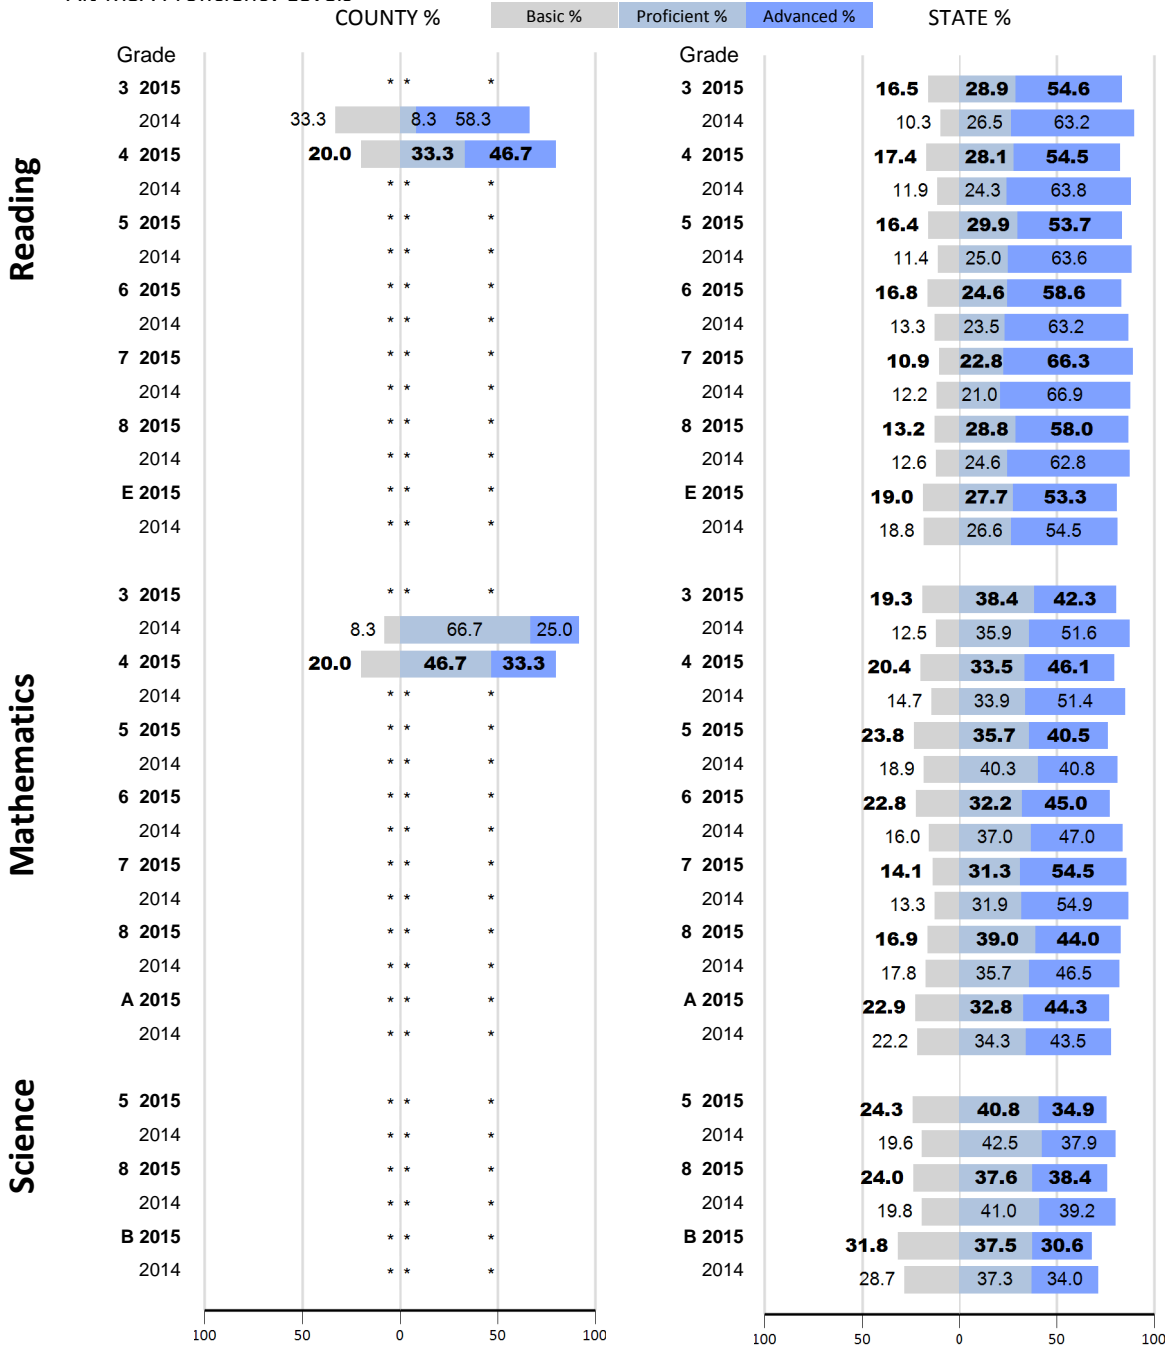 COUNTY %
Basic %
Proficient %
Advanced %
STATE %
Grade
Grade
Reading
3 2015 * * * 3 2015 16.5 28.9 54.6
2014 33.3 8.3 58.3 2014 10.3 26.5 63.2
4 2015 20.0 33.3 46.7 4 2015 17.4 28.1 54.5
2014 * * * 2014 11.9 24.3 63.8
5 2015 * * * 5 2015 16.4 29.9 53.7
2014 * * * 2014 11.4 25.0 63.6
6 2015 * * * 6 2015 16.8 24.6 58.6
2014 * * * 2014 13.3 23.5 63.2
7 2015 * * * 7 2015 10.9 22.8 66.3
2014 * * * 2014 12.2 21.0 66.9
8 2015 * * * 8 2015 13.2 28.8 58.0
2014 * * * 2014 12.6 24.6 62.8
E 2015 * * * E 2015 19.0 27.7 53.3
2014 * * * 2014 18.8 26.6 54.5
Mathematics
3 2015 * * * 3 2015 19.3 38.4 42.3
2014 8.3 66.7 25.0 2014 12.5 35.9 51.6
4 2015 20.0 46.7 33.3 4 2015 20.4 33.5 46.1
2014 * * * 2014 14.7 33.9 51.4
5 2015 * * * 5 2015 23.8 35.7 40.5
2014 * * * 2014 18.9 40.3 40.8
6 2015 * * * 6 2015 22.8 32.2 45.0
2014 * * * 2014 16.0 37.0 47.0
7 2015 * * * 7 2015 14.1 31.3 54.5
2014 * * * 2014 13.3 31.9 54.9
8 2015 * * * 8 2015 16.9 39.0 44.0
2014 * * * 2014 17.8 35.7 46.5
A 2015 * * * A 2015 22.9 32.8 44.3
2014 * * * 2014 22.2 34.3 43.5
Science
5 2015 * * * 5 2015 24.3 40.8 34.9
2014 * * * 2014 19.6 42.5 37.9
8 2015 * * * 8 2015 24.0 37.6 38.4
2014 * * * 2014 19.8 41.0 39.2
B 2015 * * * B 2015 31.8 37.5 30.6
2014 * * * 2014 28.7 37.3 34.0
100 50 0 50 100 100 50 0 50 100